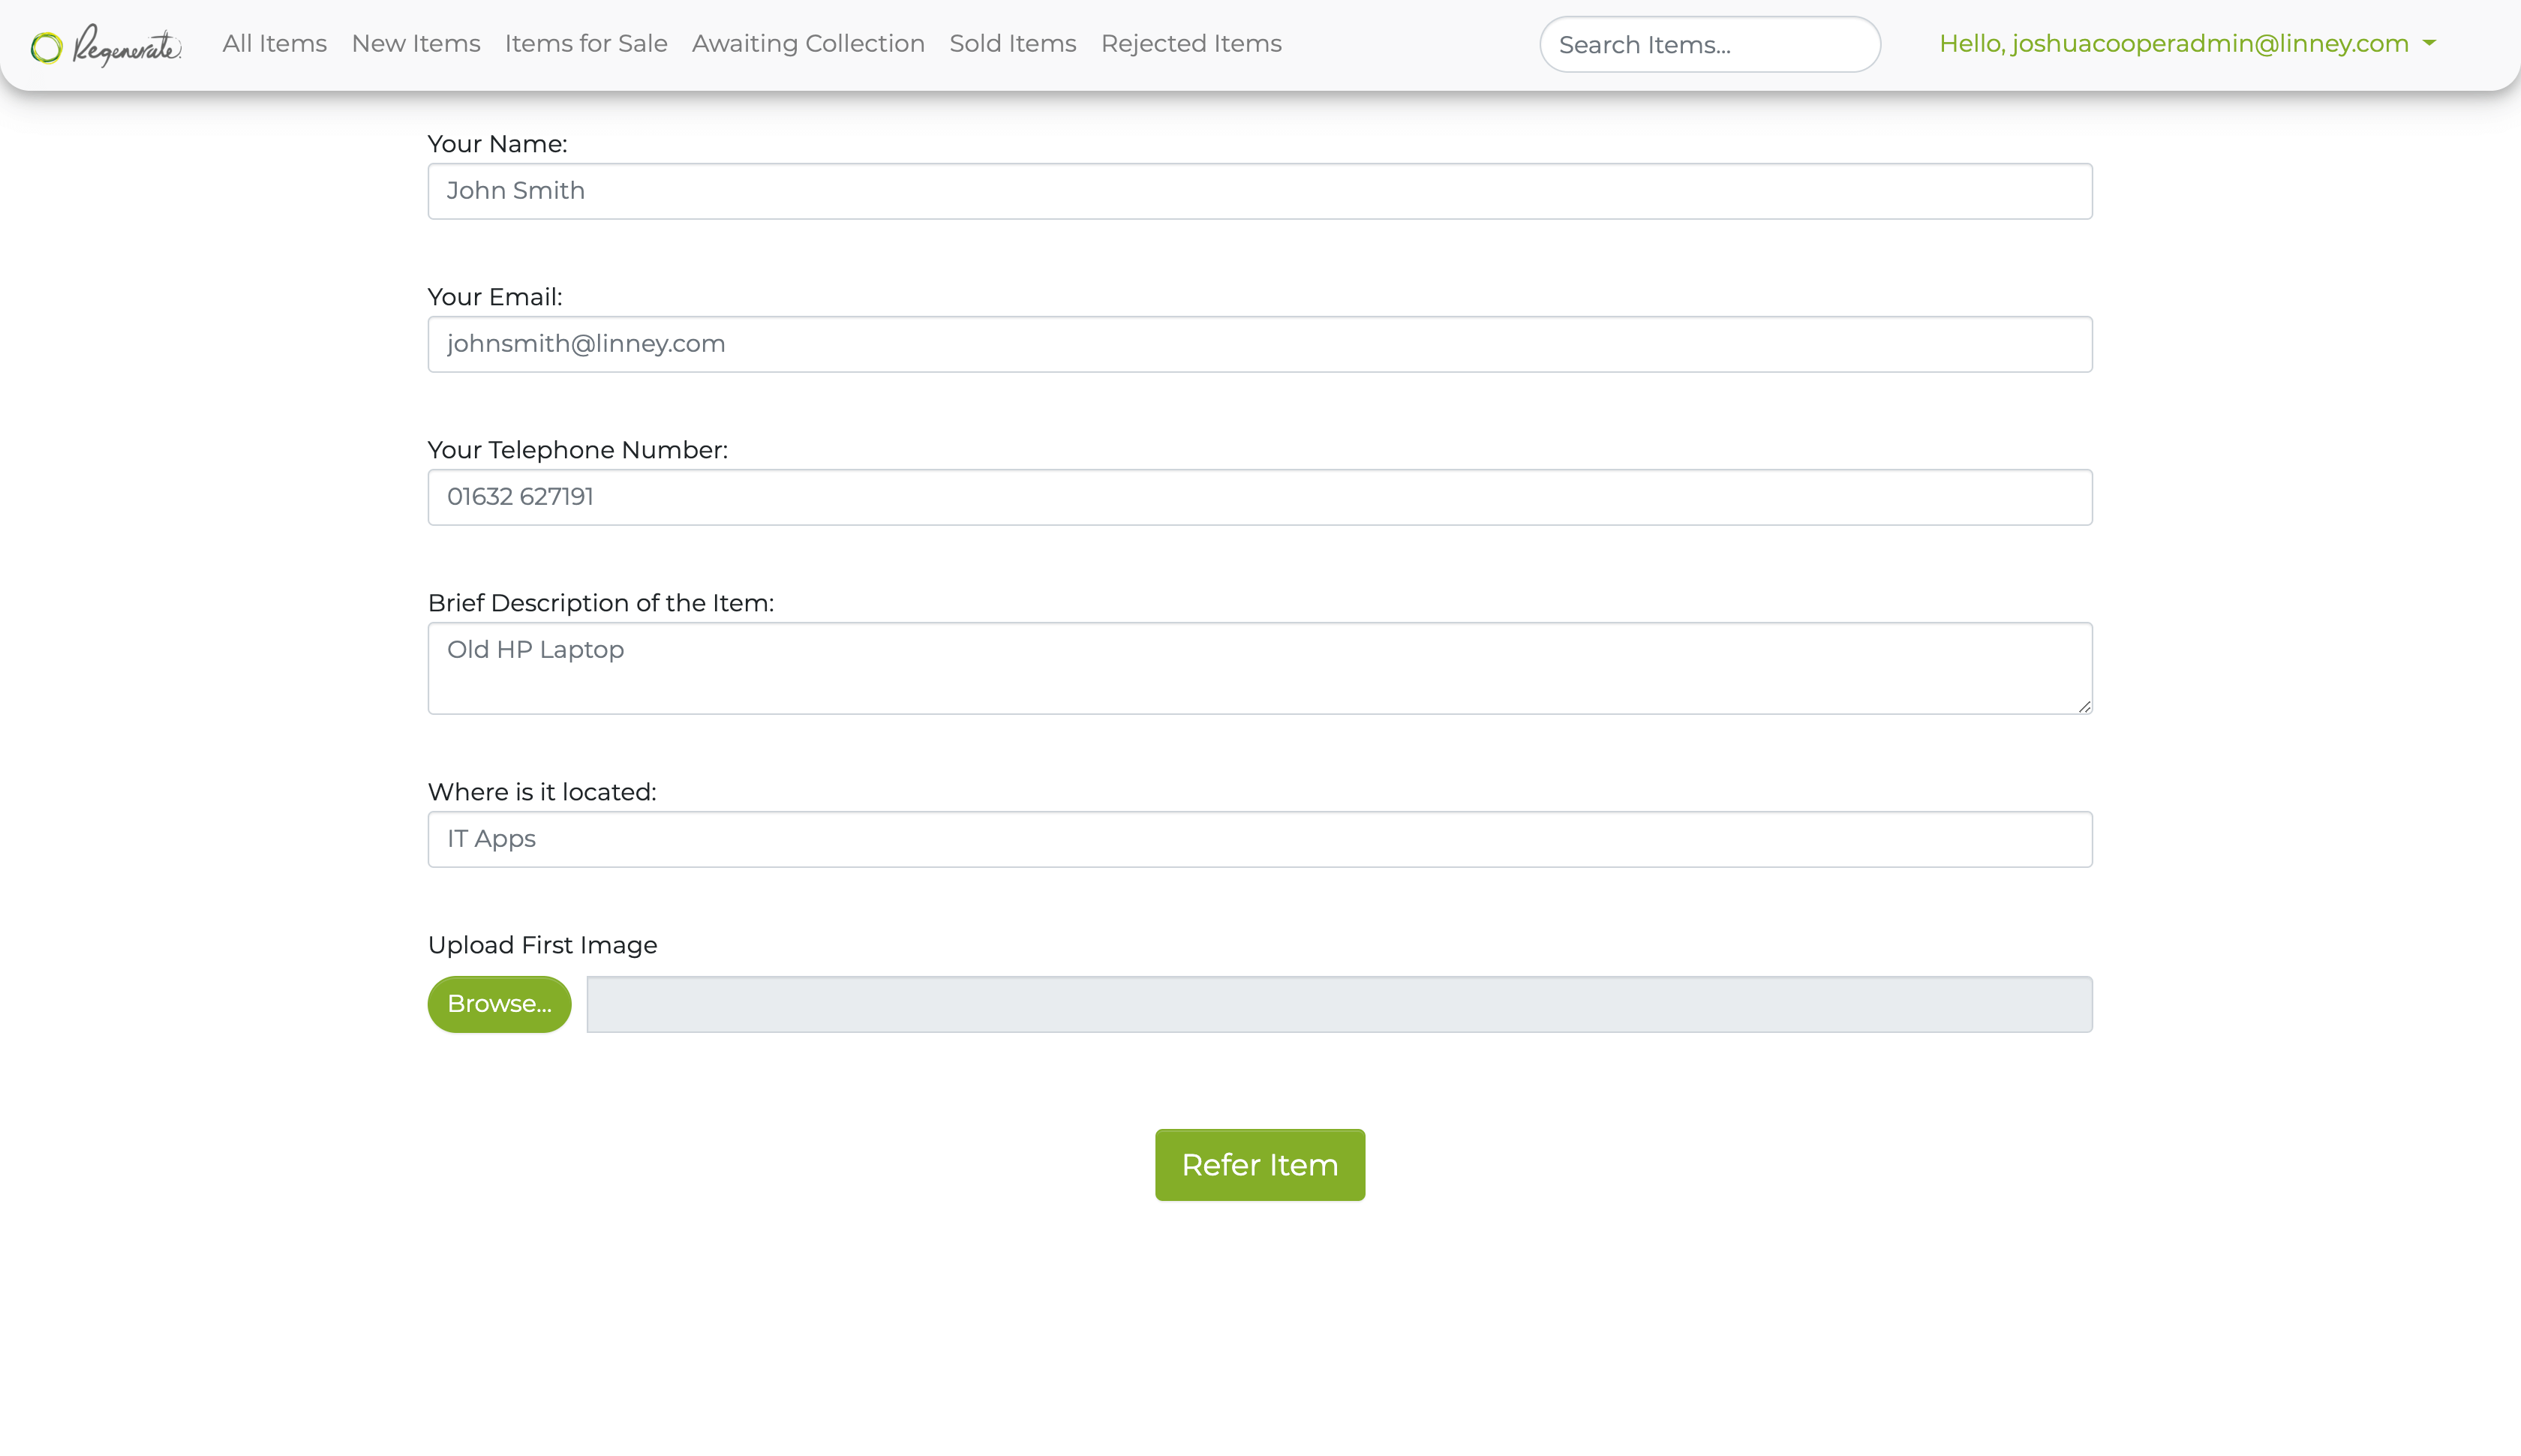 Regenerate.
All Items New Items Items for Sale Awaiting Collection Sold Items Rejected Items Search Items... Hello, joshuacooperadmin@linney.com
Your Name:
John Smith
Your Email:
johnsmith@linney.com
Your Telephone Number:
01632 627191
Brief Description of the Item:
Old HP Laptop
Where is it located:
IT Apps
Upload First Image
Browse...
Refer Item